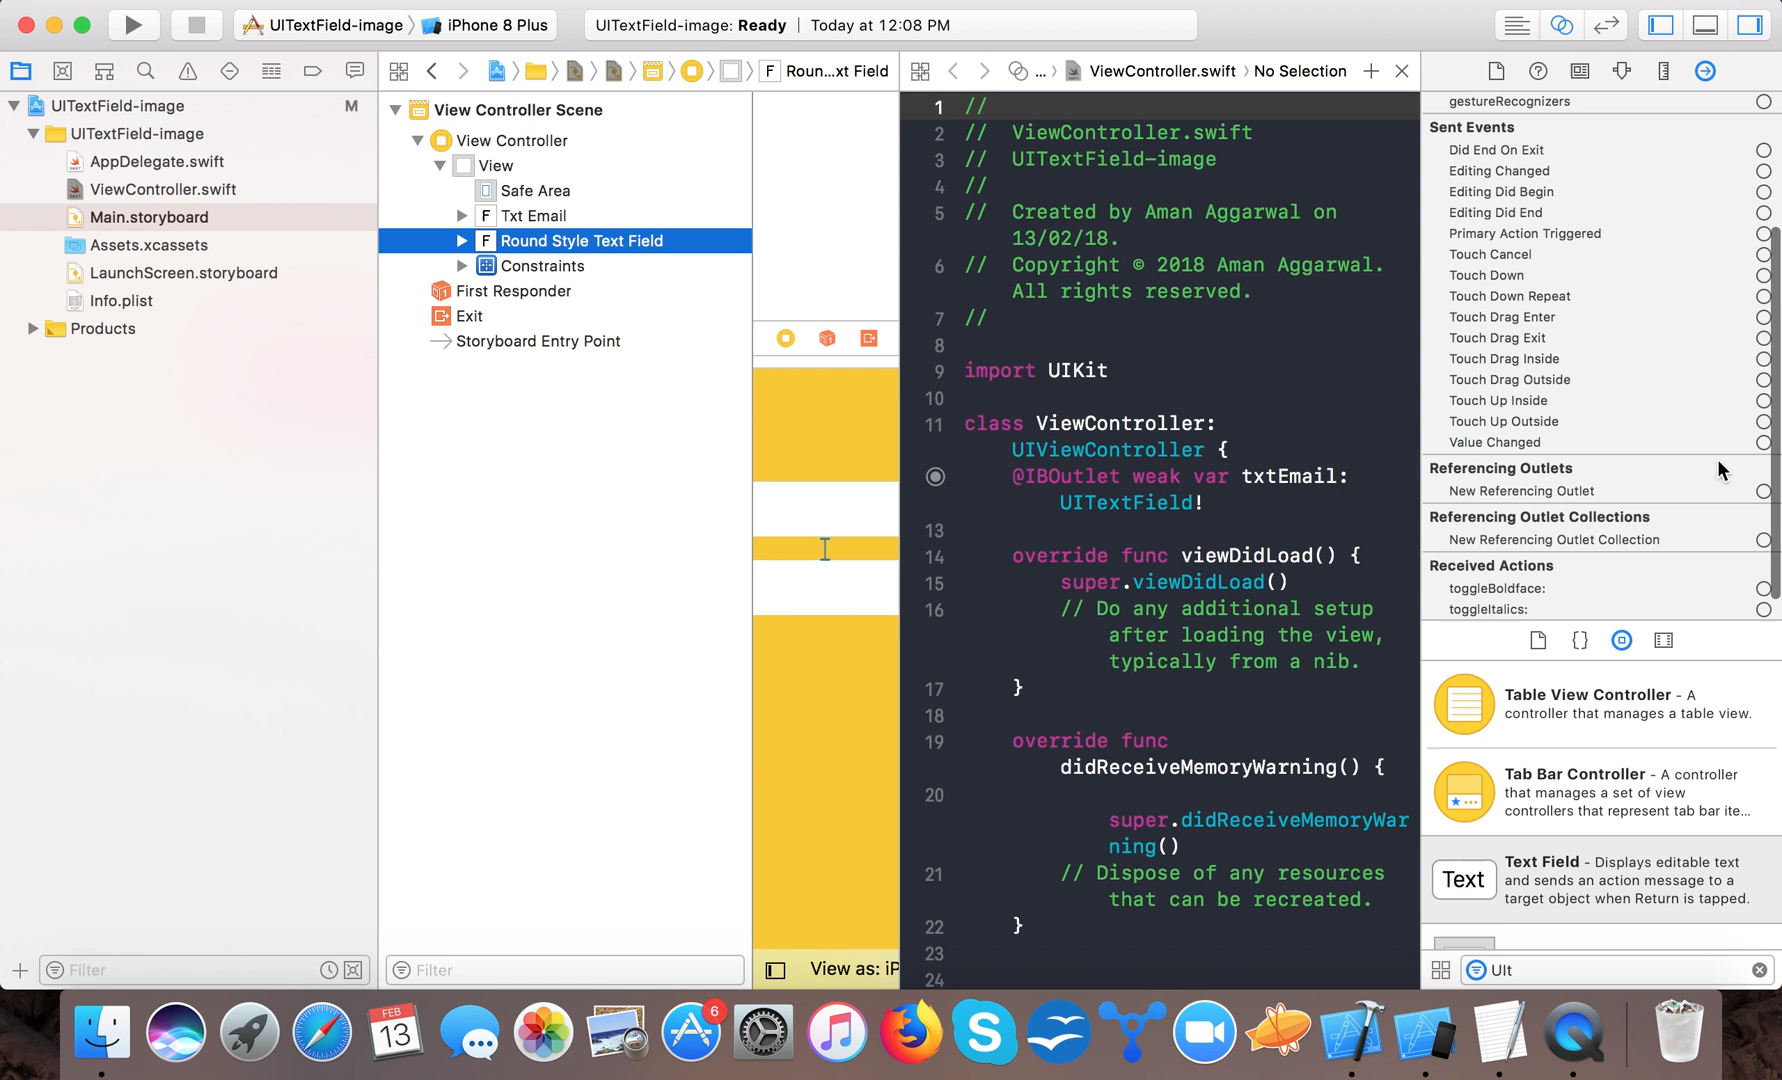 UITextField-image
iPhone 8 Plus
UITextField-image: Ready
Today at 12:08 PM
Roun...xt Field
...
ViewController.swift
No Selection
UITextField-image
M
UITextField-image
AppDelegate.swift
ViewController.swift
Main.storyboard
Assets.xcassets
LaunchScreen.storyboard
Info.plist
Products
Filter
View Controller Scene
View Controller
View
Safe Area
F Txt Email
F Round Style Text Field
Constraints
First Responder
Exit
Storyboard Entry Point
Filter
View as: iP
1 //
2 // ViewController.swift
3 // UITextField-image
4 //
5 // Created by Aman Aggarwal on
13/02/18.
6 // Copyright © 2018 Aman Aggarwal.
All rights reserved.
7 //
8
9 import UIKit
10
11 class ViewController:
UIViewController {
@IBOutlet weak var txtEmail:
UITextField!
13
14 override func viewDidLoad() {
15 super.viewDidLoad()
16 // Do any additional setup
after loading the view,
typically from a nib.
17 }
18
19 override func
didReceiveMemoryWarning() {
20
super.didReceiveMemoryWar
ning()
21 // Dispose of any resources
that can be recreated.
22 }
23
24
gestureRecognizers
Sent Events
Did End On Exit
Editing Changed
Editing Did Begin
Editing Did End
Primary Action Triggered
Touch Cancel
Touch Down
Touch Down Repeat
Touch Drag Enter
Touch Drag Exit
Touch Drag Inside
Touch Drag Outside
Touch Up Inside
Touch Up Outside
Value Changed
Referencing Outlets
New Referencing Outlet
Referencing Outlet Collections
New Referencing Outlet Collection
Received Actions
toggleBoldface:
toggleItalics:
Table View Controller - A
controller that manages a table view.
Tab Bar Controller - A controller
that manages a set of view
controllers that represent tab bar ite...
Text
Text Field - Displays editable text
and sends an action message to a
target object when Return is tapped.
UIt
FEB
13
6